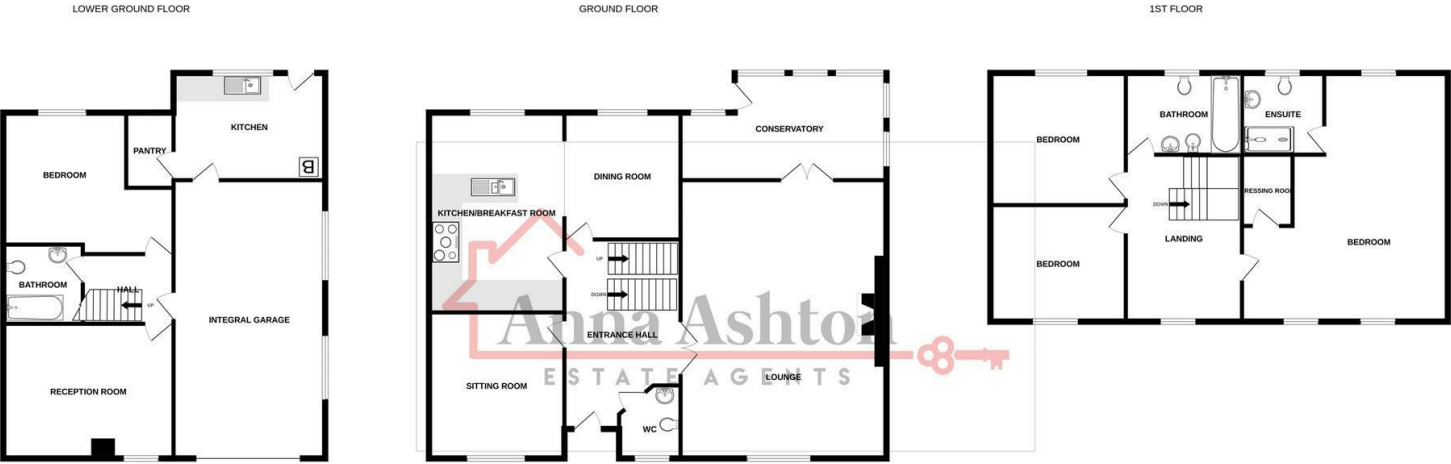 LOWER GROUND FLOOR
GROUND FLOOR
1ST FLOOR
KITCHEN
PANTRY
BEDROOM
BATHROOM
HALL
UP
INTEGRAL GARAGE
RECEPTION ROOM
B
CONSERVATORY
DINING ROOM
KITCHEN/BREAKFAST ROOM
UP
DOWN
ENTRANCE HALL
SITTING ROOM
LOUNGE
WC
Anna Ashton
ESTATE AGENTS
BEDROOM
BATHROOM
ENSUITE
RESSING ROO
DOWN
LANDING
BEDROOM
BEDROOM